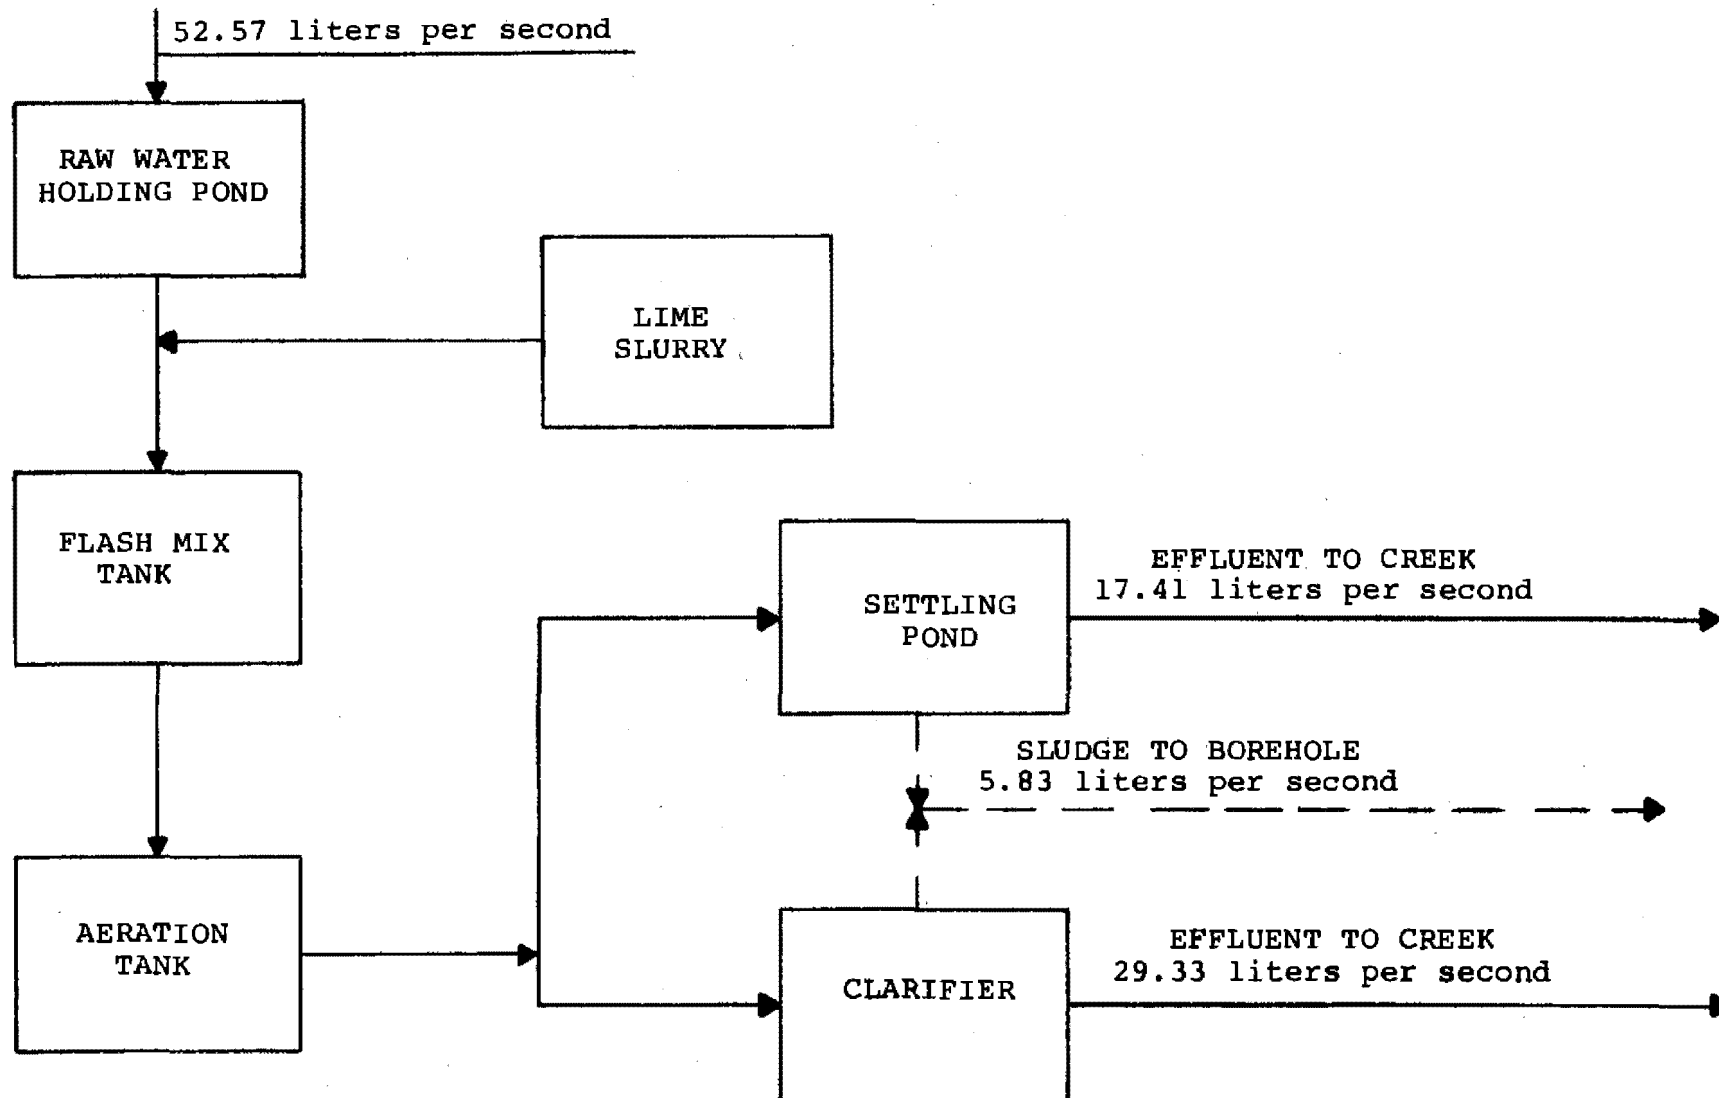 52.57 liters per second
RAW WATER
HOLDING POND
LIME
SLURRY
FLASH MIX
TANK
SETTLING
POND
EFFLUENT TO CREEK
17.41 liters per second
SLUDGE TO BOREHOLE
5.83 liters per second
AERATION
TANK
CLARIFIER
EFFLUENT TO CREEK
29.33 liters per second